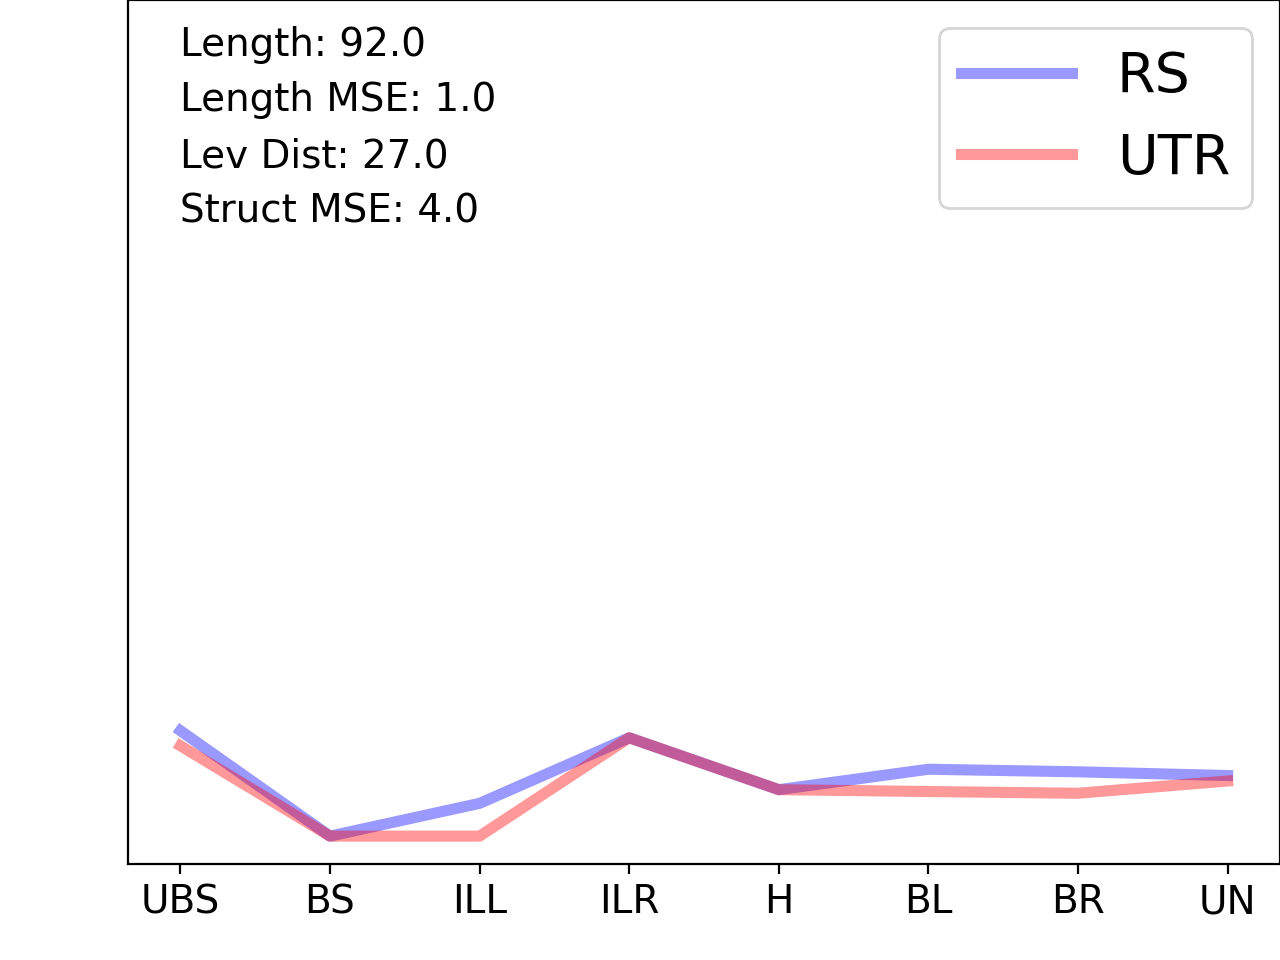 Length: 92.0
Length MSE: 1.0
Lev Dist: 27.0
Struct MSE: 4.0
RS
UTR
UBS BS ILL ILR H BL BR UN